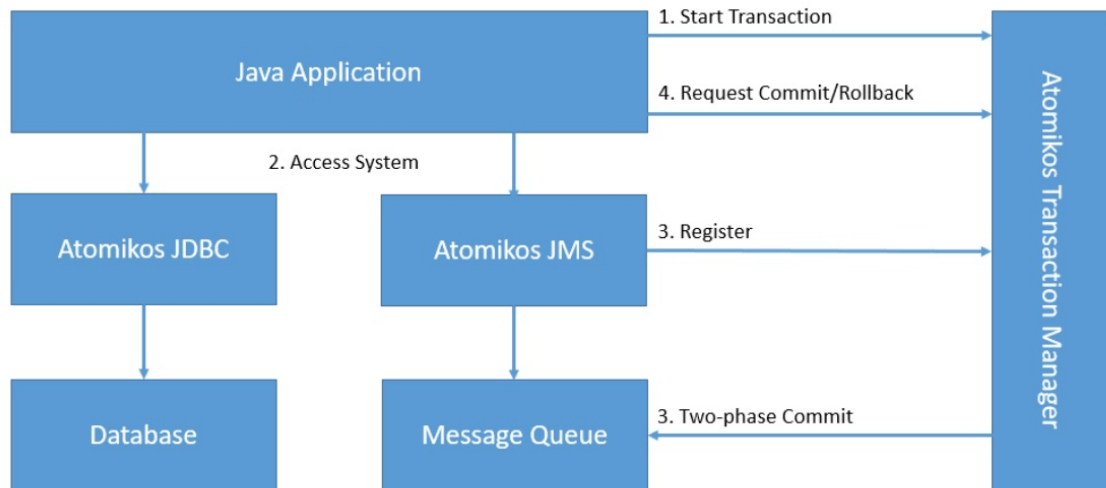 1. Start Transaction
Java Application
4. Request Commit/Rollback
2. Access System
Atomikos JDBC
Atomikos JMS
3. Register
Atomikos Transaction Manager
Database
Message Queue
3. Two-phase Commit